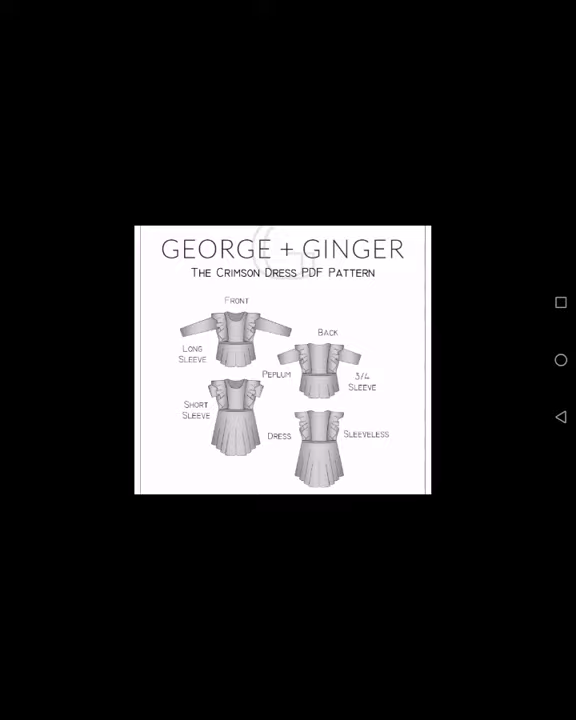 GEORGE + GINGER
THE CRIMSON DRESS PDF PATTERN
FRONT
BACK
LONG
SLEEVE
PEPLUM
3/4
SLEEVE
SHORT
SLEEVE
DRESS
SLEEVELESS